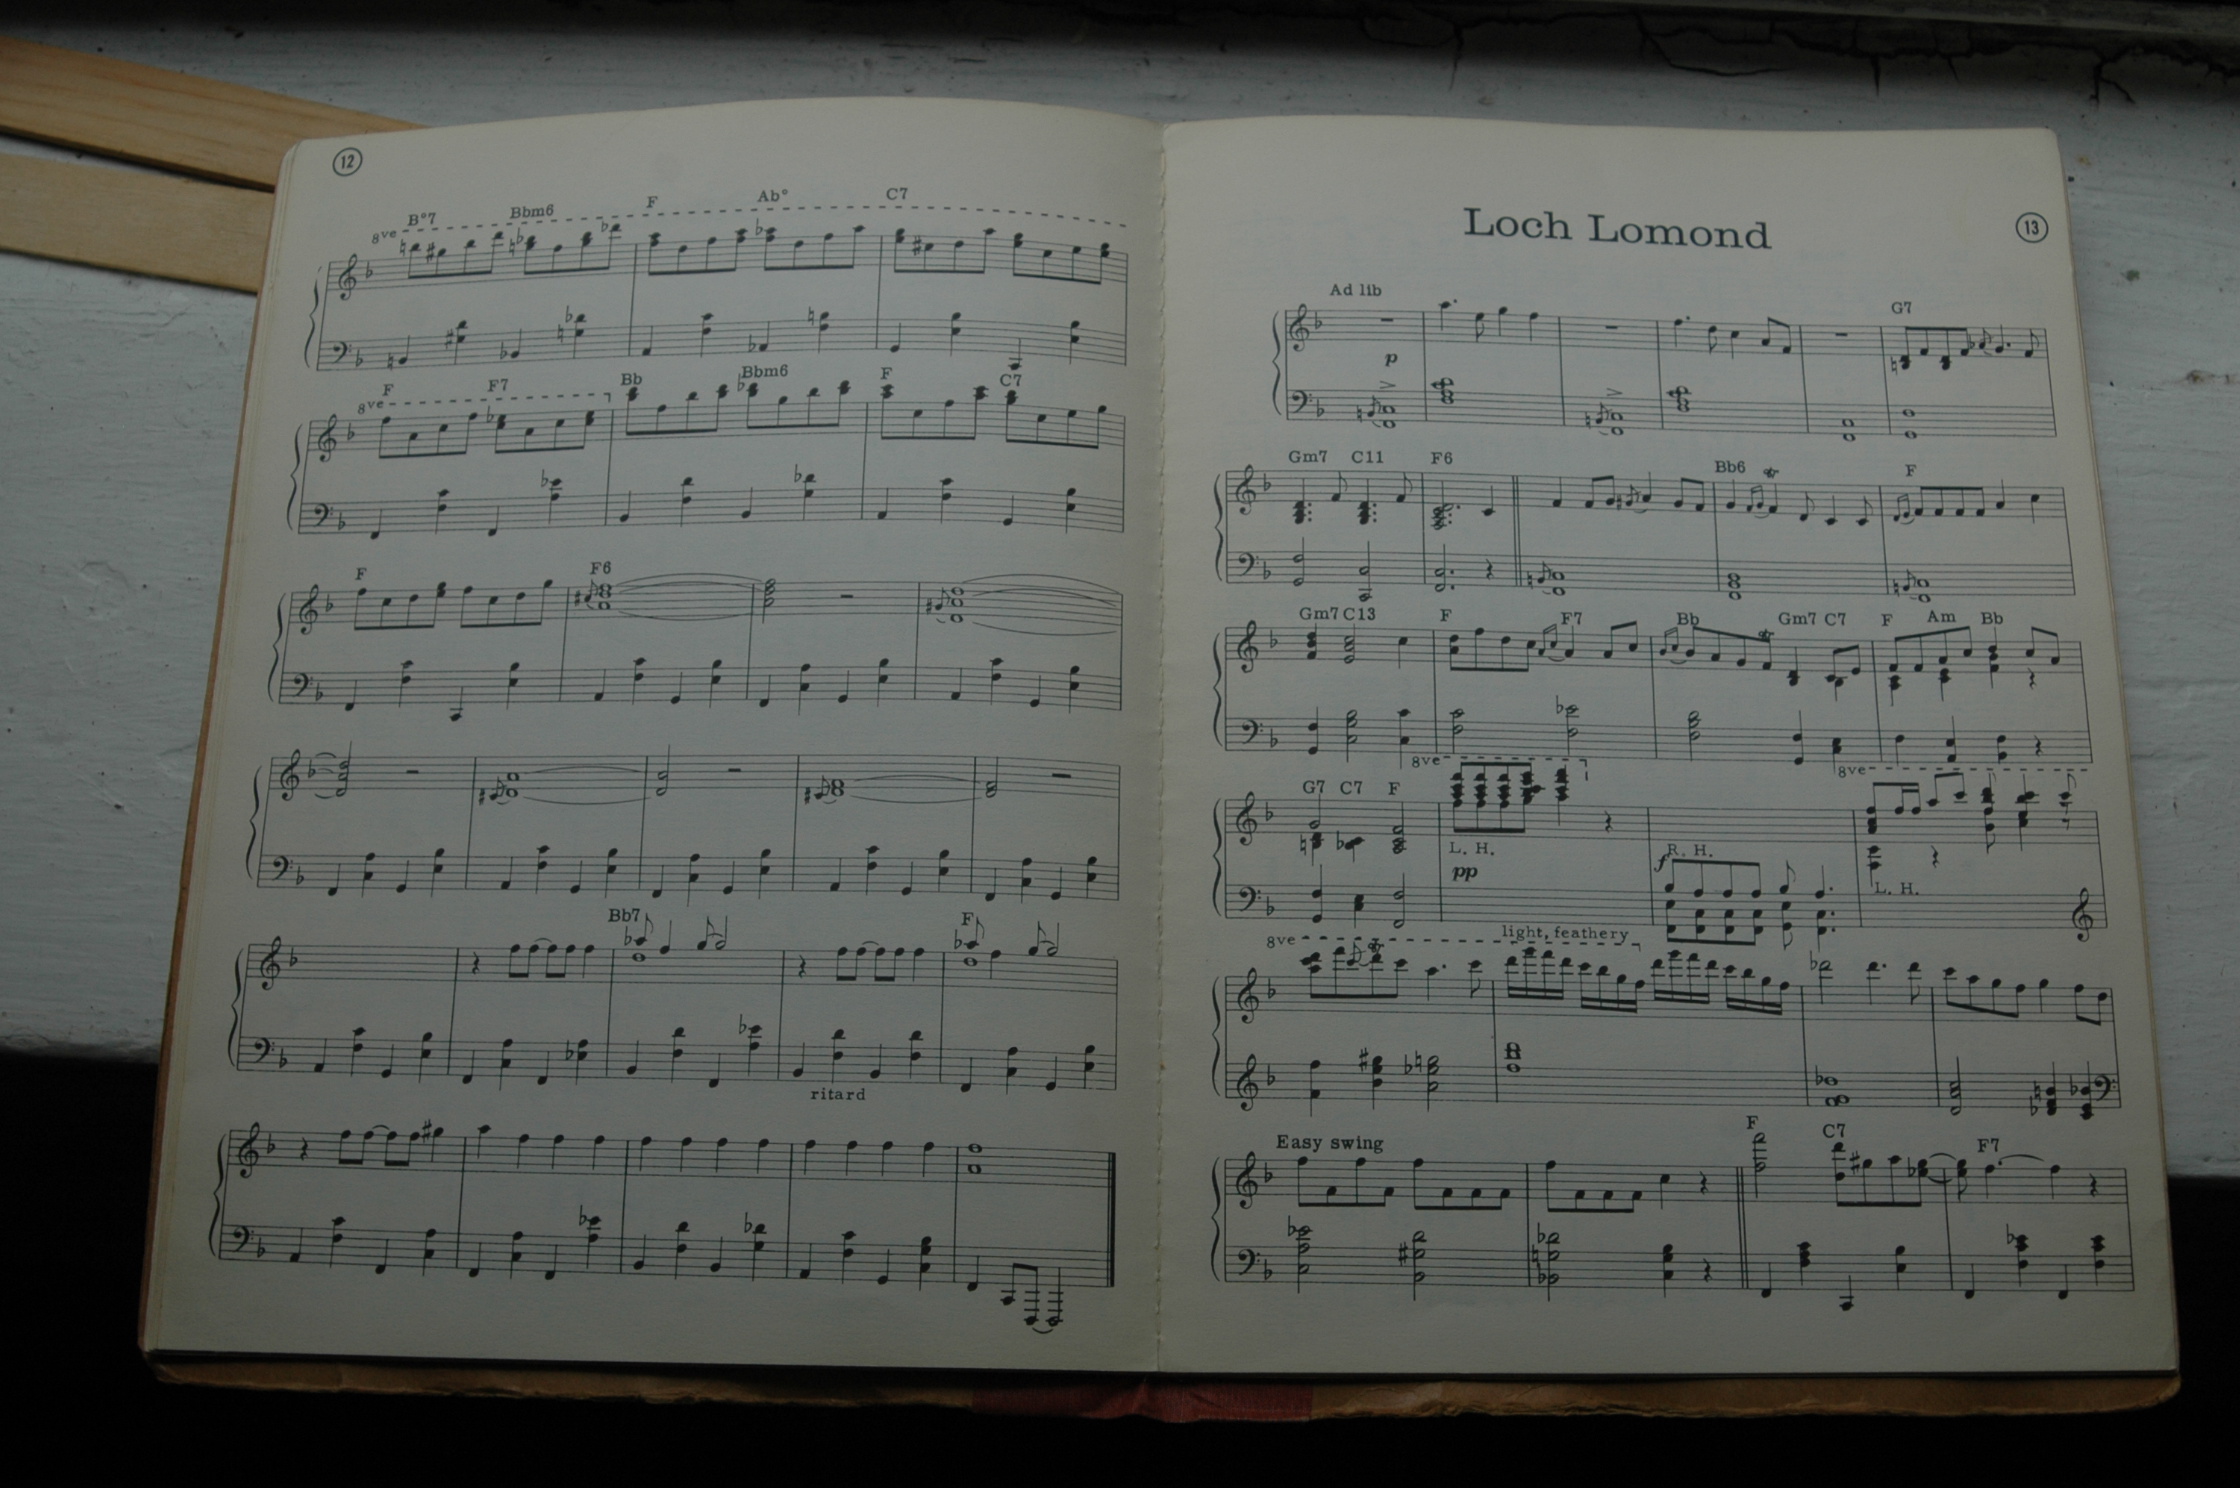 12
B°7 Bbm6 F Ab° C7
8ve
F F7 Bb Bbm6 F C7
8ve
F F6
Bb7 F
ritard
13
Loch Lomond
Ad lib G7
p
Gm7 C11 F6 Bb6 F
Gm7 C13 F F7 Bb Gm7 C7 F Am Bb
8ve 8ve
G7 C7 F
L. H. R. H.
pp f
L. H.
8ve light, feathery
Easy swing F C7 F7